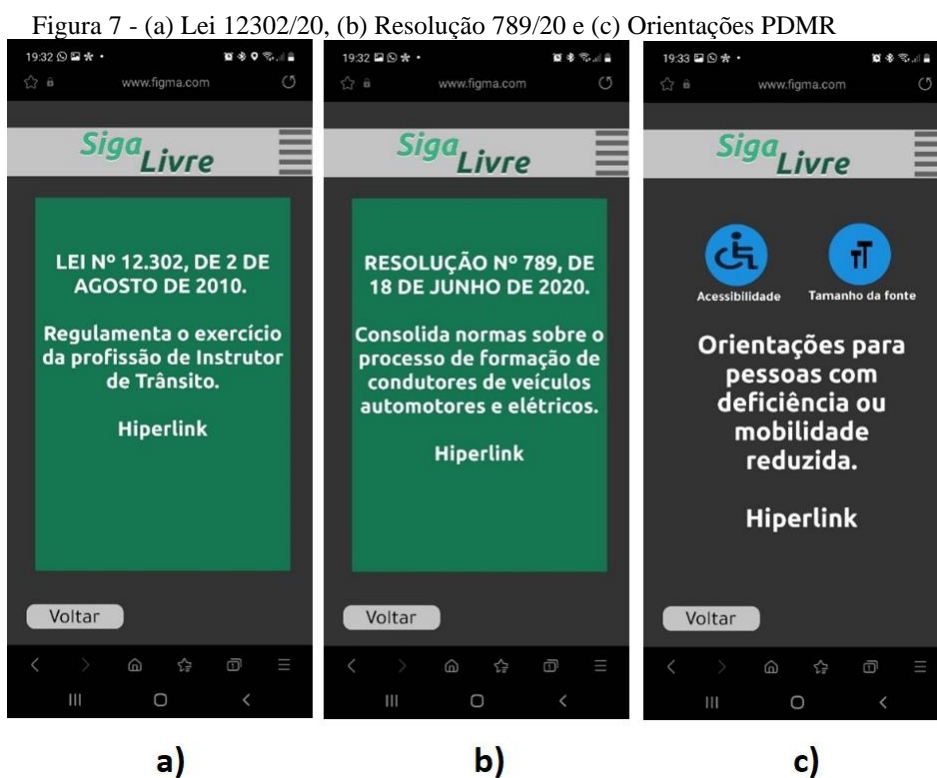 Figura 7 - (a) Lei 12302/20, (b) Resolução 789/20 e (c) Orientações PDMR
19:32
www.figma.com
Siga
Livre
LEI Nº 12.302, DE 2 DE
AGOSTO DE 2010.
Regulamenta o exercício
da profissão de Instrutor
de Trânsito.
Hiperlink
Voltar
1
a)
19:32
www.figma.com
Siga
Livre
RESOLUÇÃO Nº 789, DE
18 DE JUNHO DE 2020.
Consolida normas sobre o
processo de formação de
condutores de veículos
automotores e elétricos.
Hiperlink
Voltar
1
b)
19:33
www.figma.com
Siga
Livre
TT
Acessibilidade
Tamanho da fonte
Orientações para
pessoas com
deficiência ou
mobilidade
reduzida.
Hiperlink
Voltar
1
c)